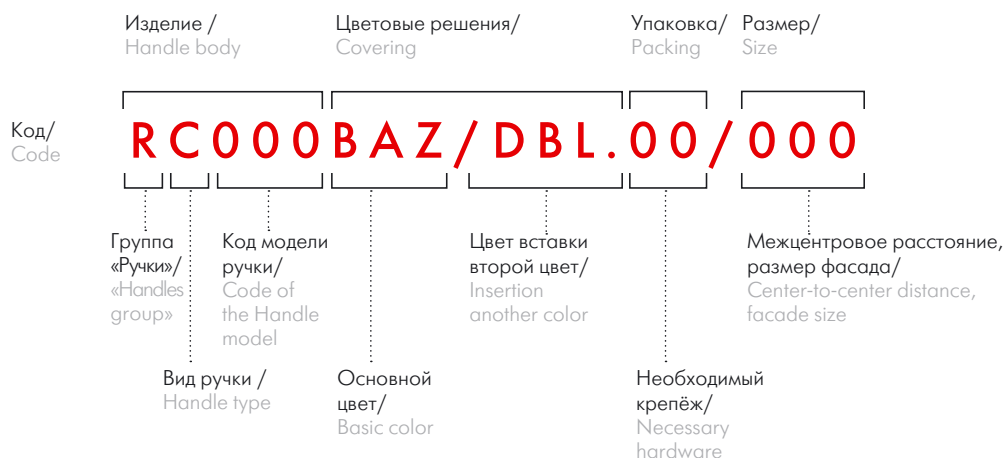 Изделие /
Handle body
Цветовые решения/
Covering
Упаковка/
Packing
Размер/
Size
Код/
Code
RC000BAZ/DBL.00/000
Группа
«Ручки»/
«Handles
group»
Код модели
ручки/
Code of
the Handle
model
Цвет вставки
второй цвет/
Insertion
another color
Межцентровое расстояние,
размер фасада/
Center-to-center distance,
facade size
Вид ручки /
Handle type
Основной
цвет/
Basic color
Необходимый
крепёж/
Necessary
hardware